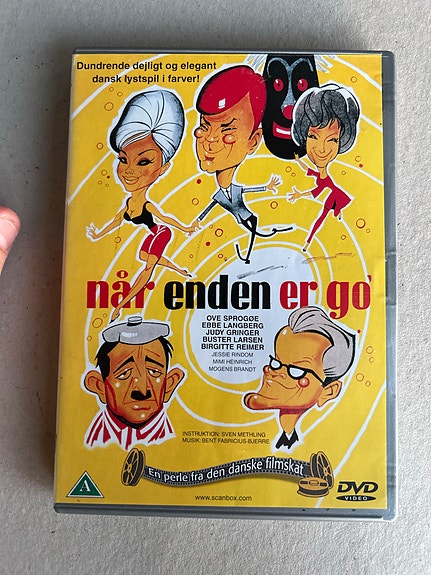 Dundrende dejligt og elegant
dansk lystspil i farver!
når enden er go'
OVE SPROGØE
EBBE LANGBERG
JUDY GRINGER
BUSTER LARSEN
BIRGITTE REIMER
JESSIE RINDOM
MIMI HEINRICH
MOGENS BRANDT
INSTRUKTION: SVEN METHLING
MUSIK: BENT FABRICIUS-BJERRE
En perle fra den danske filmskat
A
www.scanbox.com
DVD
VIDEO